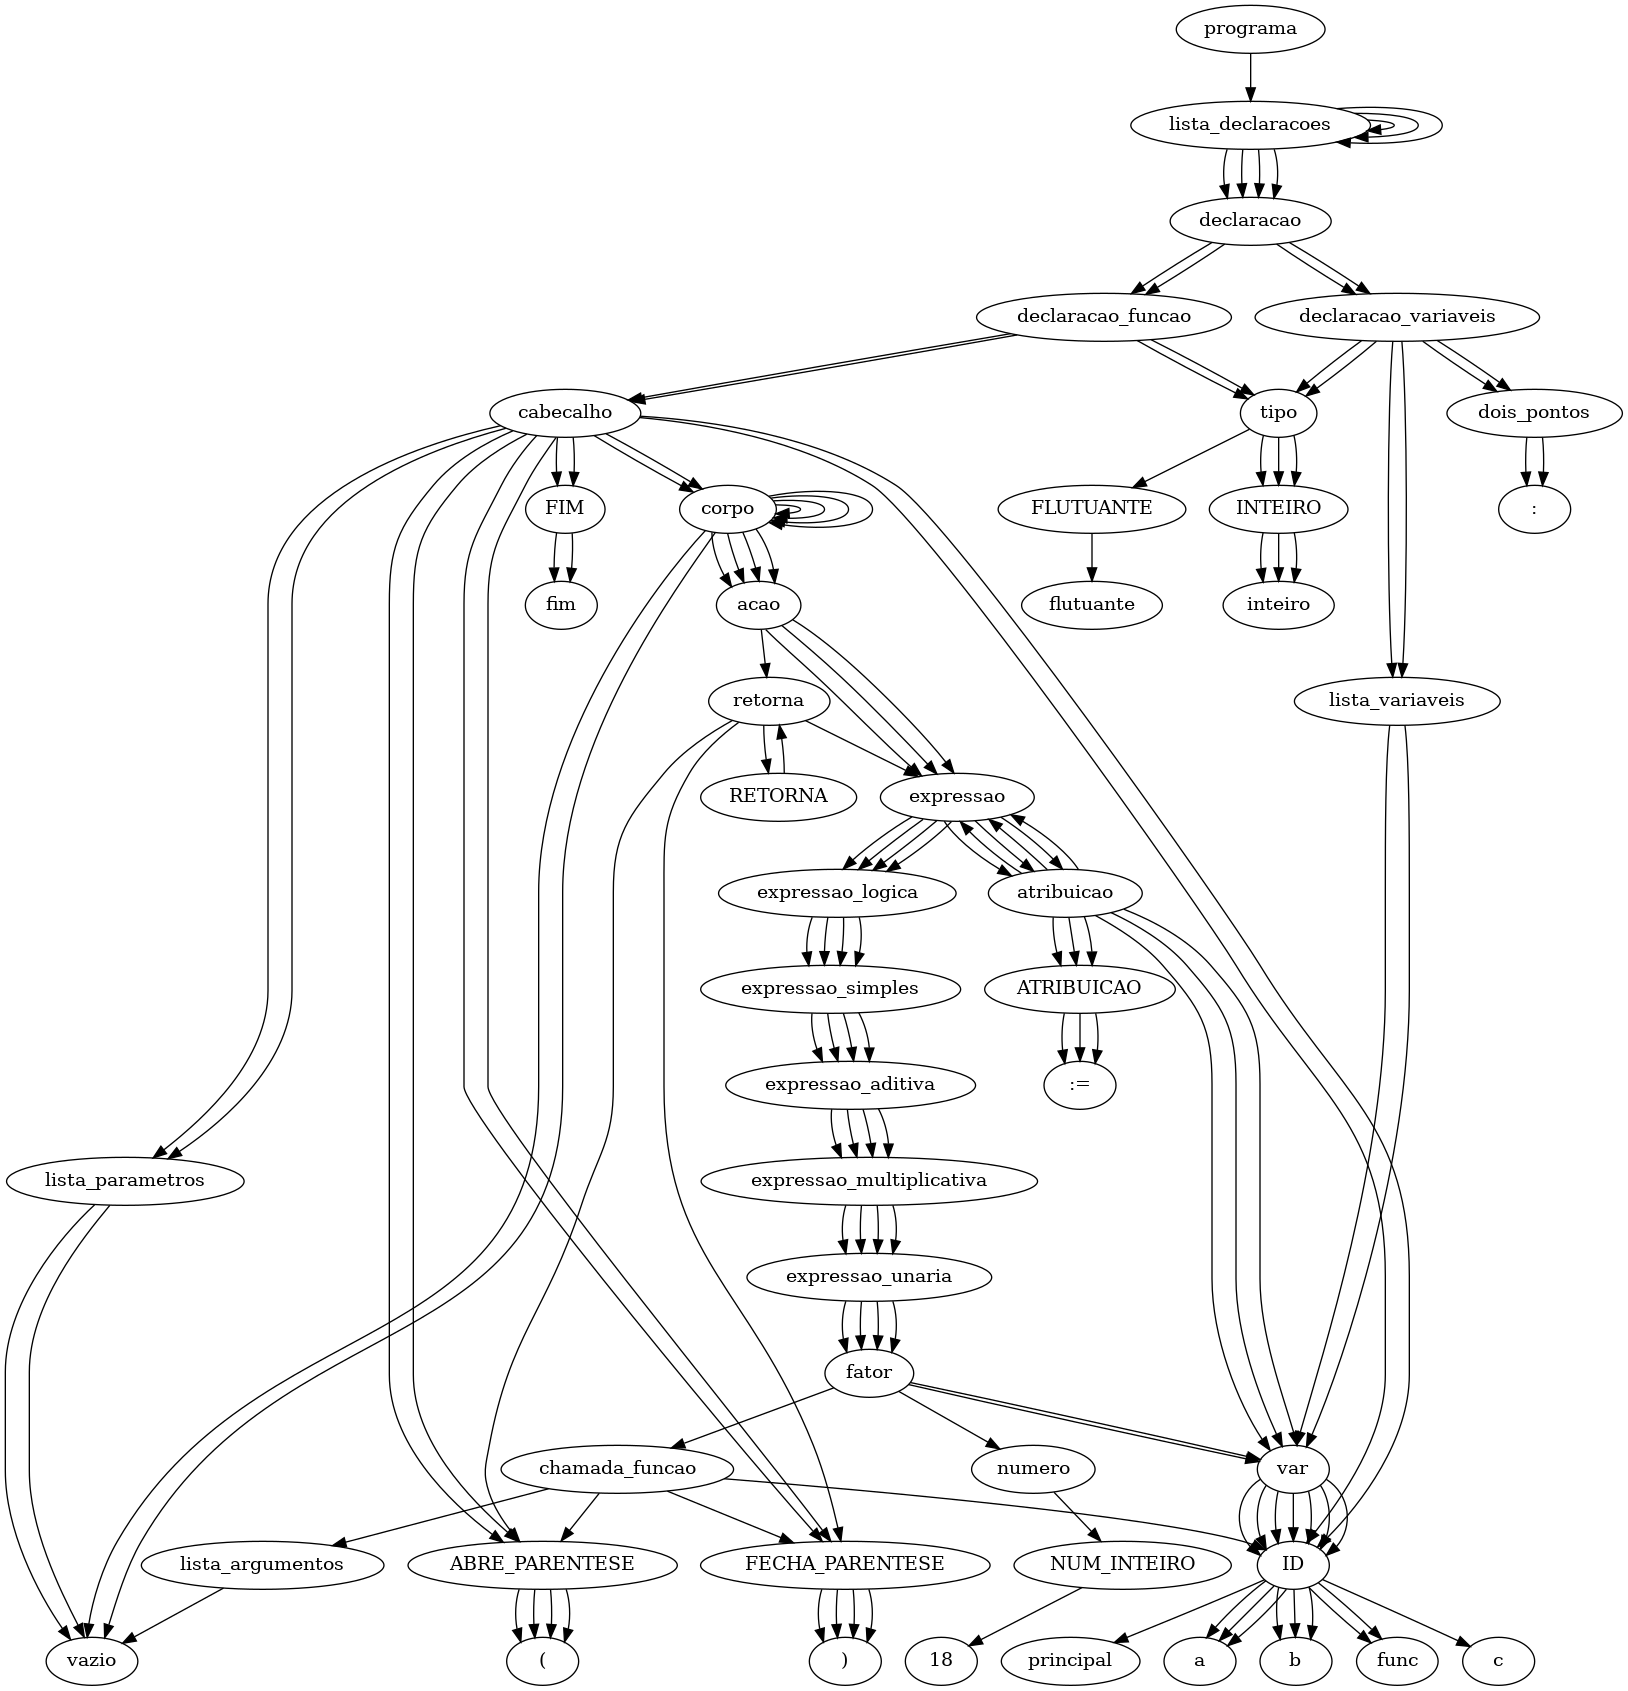 programa
lista_declaracoes
declaracao
declaracao_funcao
declaracao_variaveis
cabecalho
tipo
dois_pontos
FIM
corpo
FLUTUANTE
INTEIRO
:
fim
acao
flutuante
inteiro
retorna
lista_variaveis
RETORNA
expressao
expressao_logica
atribuicao
expressao_simples
ATRIBUICAO
expressao_aditiva
:=
lista_parametros
expressao_multiplicativa
expressao_unaria
fator
chamada_funcao
numero
var
lista_argumentos
ABRE_PARENTESE
FECHA_PARENTESE
NUM_INTEIRO
ID
vazio
(
)
18
principal
a
b
func
c